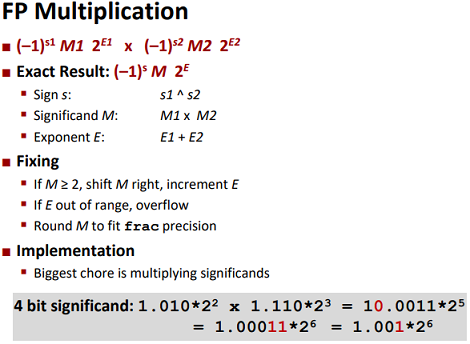 FP Multiplication
(–1)^s1 M1 2^E1 x (–1)^s2 M2 2^E2
Exact Result: (–1)^s M 2^E
Sign s: s1 ^ s2
Significand M: M1 x M2
Exponent E: E1 + E2
Fixing
If M ≥ 2, shift M right, increment E
If E out of range, overflow
Round M to fit frac precision
Implementation
Biggest chore is multiplying significands
4 bit significand: 1.010*2^2 x 1.110*2^3 = 10.0011*2^5
= 1.00011*2^6 = 1.001*2^6